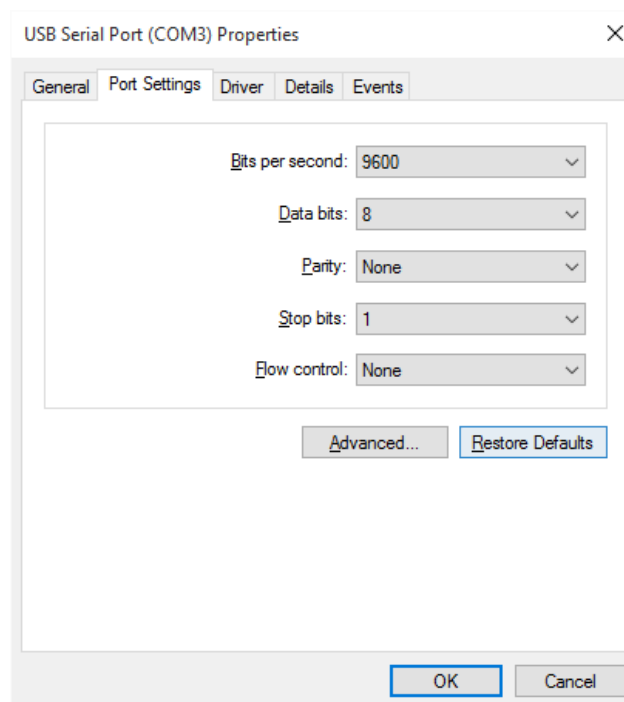 USB Serial Port (COM3) Properties
General Port Settings Driver Details Events
Bits per second: 9600
Data bits: 8
Parity: None
Stop bits: 1
Flow control: None
Advanced... Restore Defaults
OK Cancel